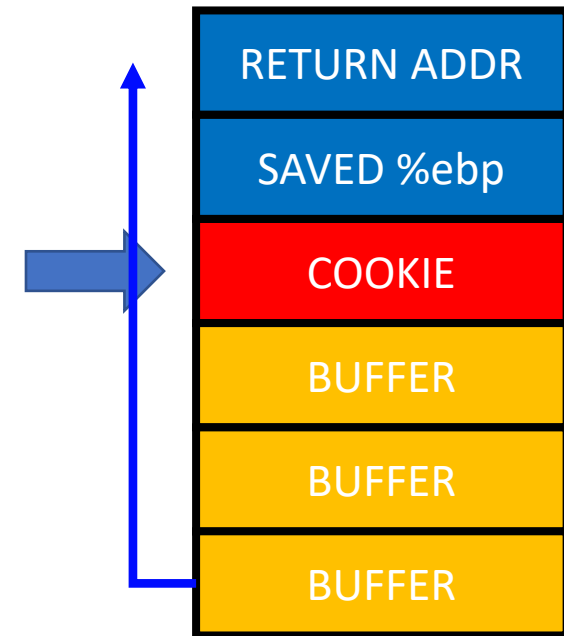 RETURN ADDR
SAVED %ebp
COOKIE
BUFFER
BUFFER
BUFFER